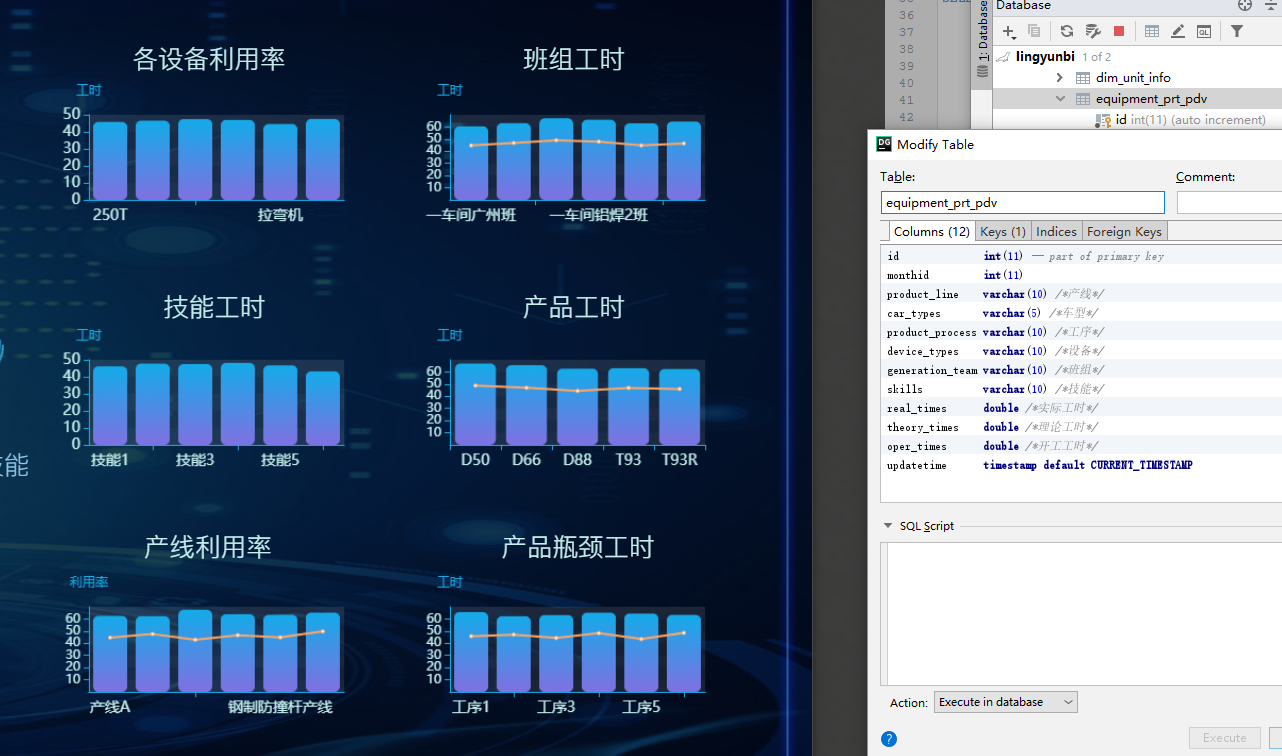 各设备利用率
工时
50
40
30
20
10
0
250T 拉弯机
班组工时
工时
60
50
40
30
20
10
一车间广州班 一车间铝焊2班
技能工时
工时
50
40
30
20
10
0
技能1 技能3 技能5
产品工时
工时
60
50
40
30
20
10
D50 D66 D88 T93 T93R
技能
产线利用率
利用率
60
50
40
30
20
10
产线A 钢制防撞杆产线
产品瓶颈工时
工时
60
50
40
30
20
10
工序1 工序3 工序5
36
37
38
39
40
41
42
1: Database
Database
lingyunbi 1 of 2
dim_unit_info
equipment_prt_pdv
id int(11) (auto increment)
DG Modify Table
Table: Comment:
equipment_prt_pdv
Columns (12) Keys (1) Indices Foreign Keys
id int(11) — part of primary key
monthid int(11)
product_line varchar(10) /*产线*/
car_types varchar(5) /*车型*/
product_process varchar(10) /*工序*/
device_types varchar(10) /*设备*/
generation_team varchar(10) /*班组*/
skills varchar(10) /*技能*/
real_times double /*实际工时*/
theory_times double /*理论工时*/
oper_times double /*开工工时*/
updatetime timestamp default CURRENT_TIMESTAMP
SQL Script
Action: Execute in database
? Execute